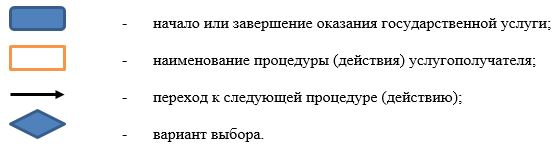 - начало или завершение оказания государственной услуги;
- наименование процедуры (действия) услугополучателя;
- переход к следующей процедуре (действию);
- вариант выбора.